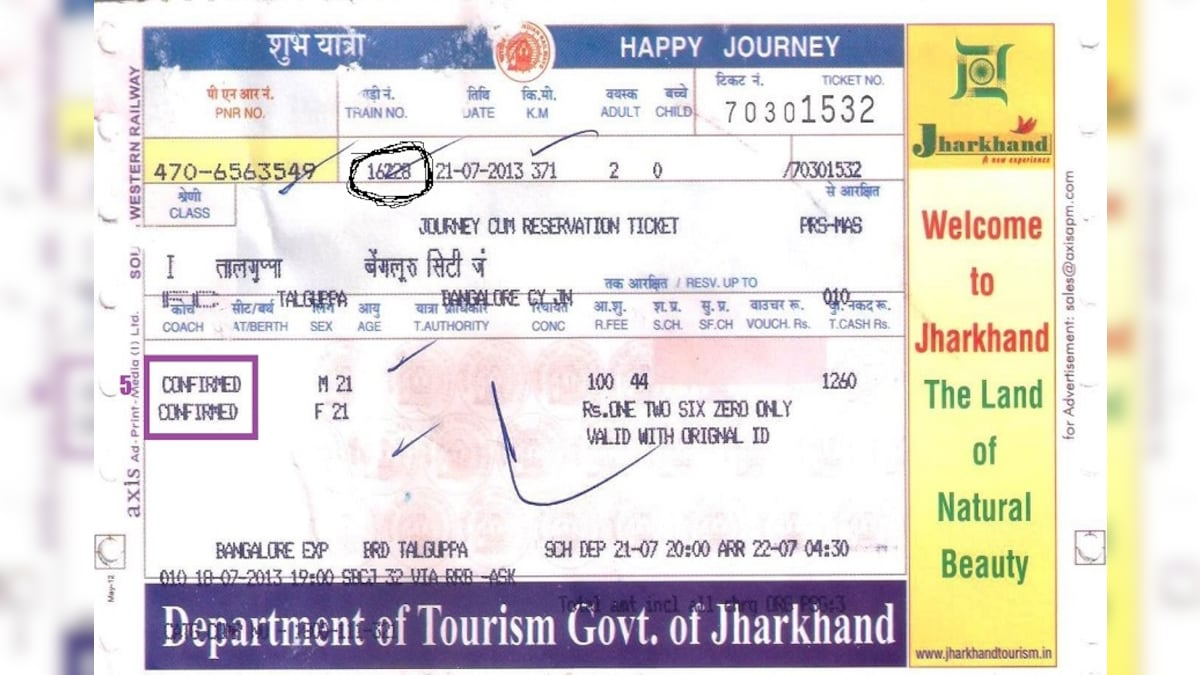 शुभ यात्रा HAPPY JOURNEY
पी एन आर नं. गाड़ी नं. तिथि कि.मी. वयस्क बच्चे टिकट नं. TICKET NO.
PNR NO. TRAIN NO. DATE K.M ADULT CHILD 70301532
470-6563549 16228 21-07-2013 371 2 0 /70301532
श्रेणी से आरक्षित
CLASS
JOURNEY CUM RESERVATION TICKET PRS-MAS
I तालगुप्पा बेंगलुरु सिटी जं
तक आरक्षित / RESV. UP TO
TALGUPPA BANGALORE CY JN 010
कोच सीट/बर्थ लिंग आयु यात्रा प्राधिकार रियायत आ.शु. श.प्र. सु.प्र. वाउचर रू. कु.नकद रू.
COACH AT/BERTH SEX AGE T.AUTHORITY CONC R.FEE S.CH. SF.CH VOUCH. Rs. T.CASH Rs.
5 CONFIRMED M 21 100 44 1260
CONFIRMED F 21 Rs.ONE TWO SIX ZERO ONLY
VALID WITH ORIGNAL ID
BANGALORE EXP BRD TALGUPPA SCH DEP 21-07 20:00 ARR 22-07 04:30
010 18-07-2013 19:00 SBCJ 32 VIA RRB -ASK
Total amt incl all chrg
Department of Tourism Govt. of Jharkhand
WESTERN RAILWAY
axis Ad-Print-Media (I) Ltd.
May-12
Jharkhand
A new experience
Welcome
to
Jharkhand
The Land
of
Natural
Beauty
www.jharkhandtourism.in
for Advertisement: sales@axisapm.com